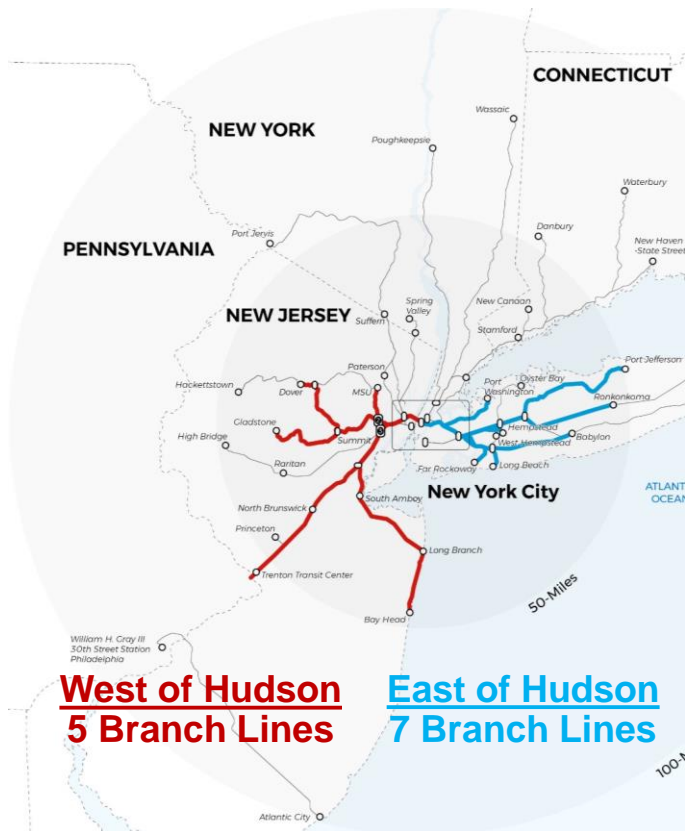 CONNECTICUT
Wassaic
NEW YORK
Poughkeepsie
Waterbury
Danbury
Port Jervis
PENNSYLVANIA
New Haven
-State Street
Spring
Valley
New Canaan
NEW JERSEY
Suffern
Stamford
Paterson
Port Jefferson
Hackettstown
Dover
MSU
Port
Washington
Oyster Bay
Ronkonkoma
Gladstone
Hempstead
High Bridge
Summit
West Hempstead
Babylon
Raritan
Far Rockaway
Long Beach
New York City
ATLANT
OCEAN
South Amboy
North Brunswick
Princeton
Long Branch
Trenton Transit Center
50-Miles
Bay Head
William H. Gray III
30th Street Station
Philadelphia
West of Hudson
5 Branch Lines
East of Hudson
7 Branch Lines
100-M
Atlantic City